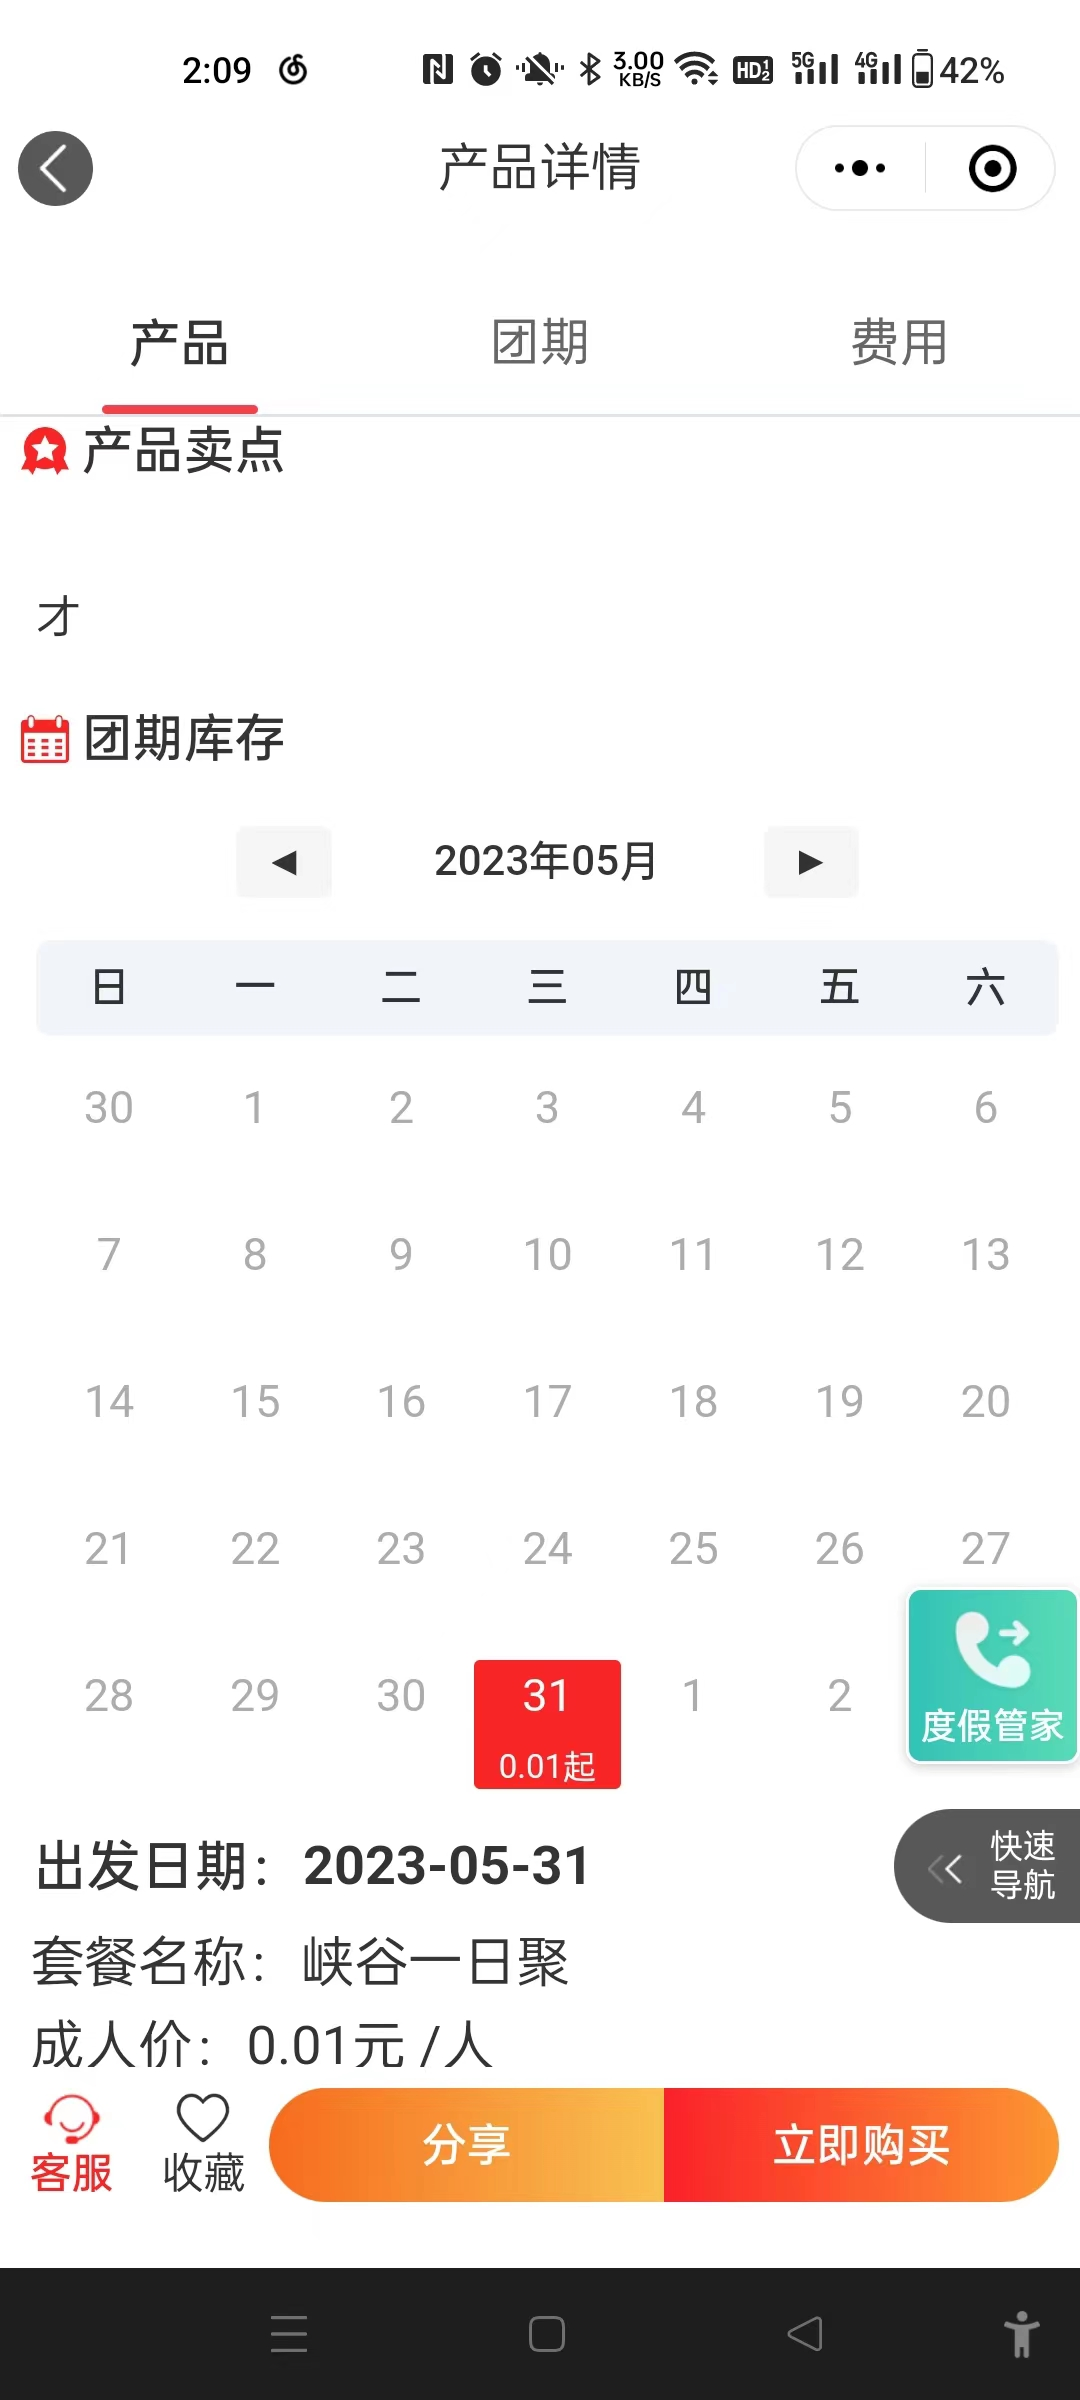 2:09 3.00 KB/S HD 1 2 5G 4G 42%
产品详情
产品 团期 费用
产品卖点
才
团期库存
◀ 2023年05月 ▶
日 一 二 三 四 五 六
30 1 2 3 4 5 6
7 8 9 10 11 12 13
14 15 16 17 18 19 20
21 22 23 24 25 26 27
28 29 30 31 1 2
0.01起
度假管家
出发日期：2023-05-31
快速
导航
套餐名称：峡谷一日聚
成人价：0.01元 /人
客服 收藏 分享 立即购买